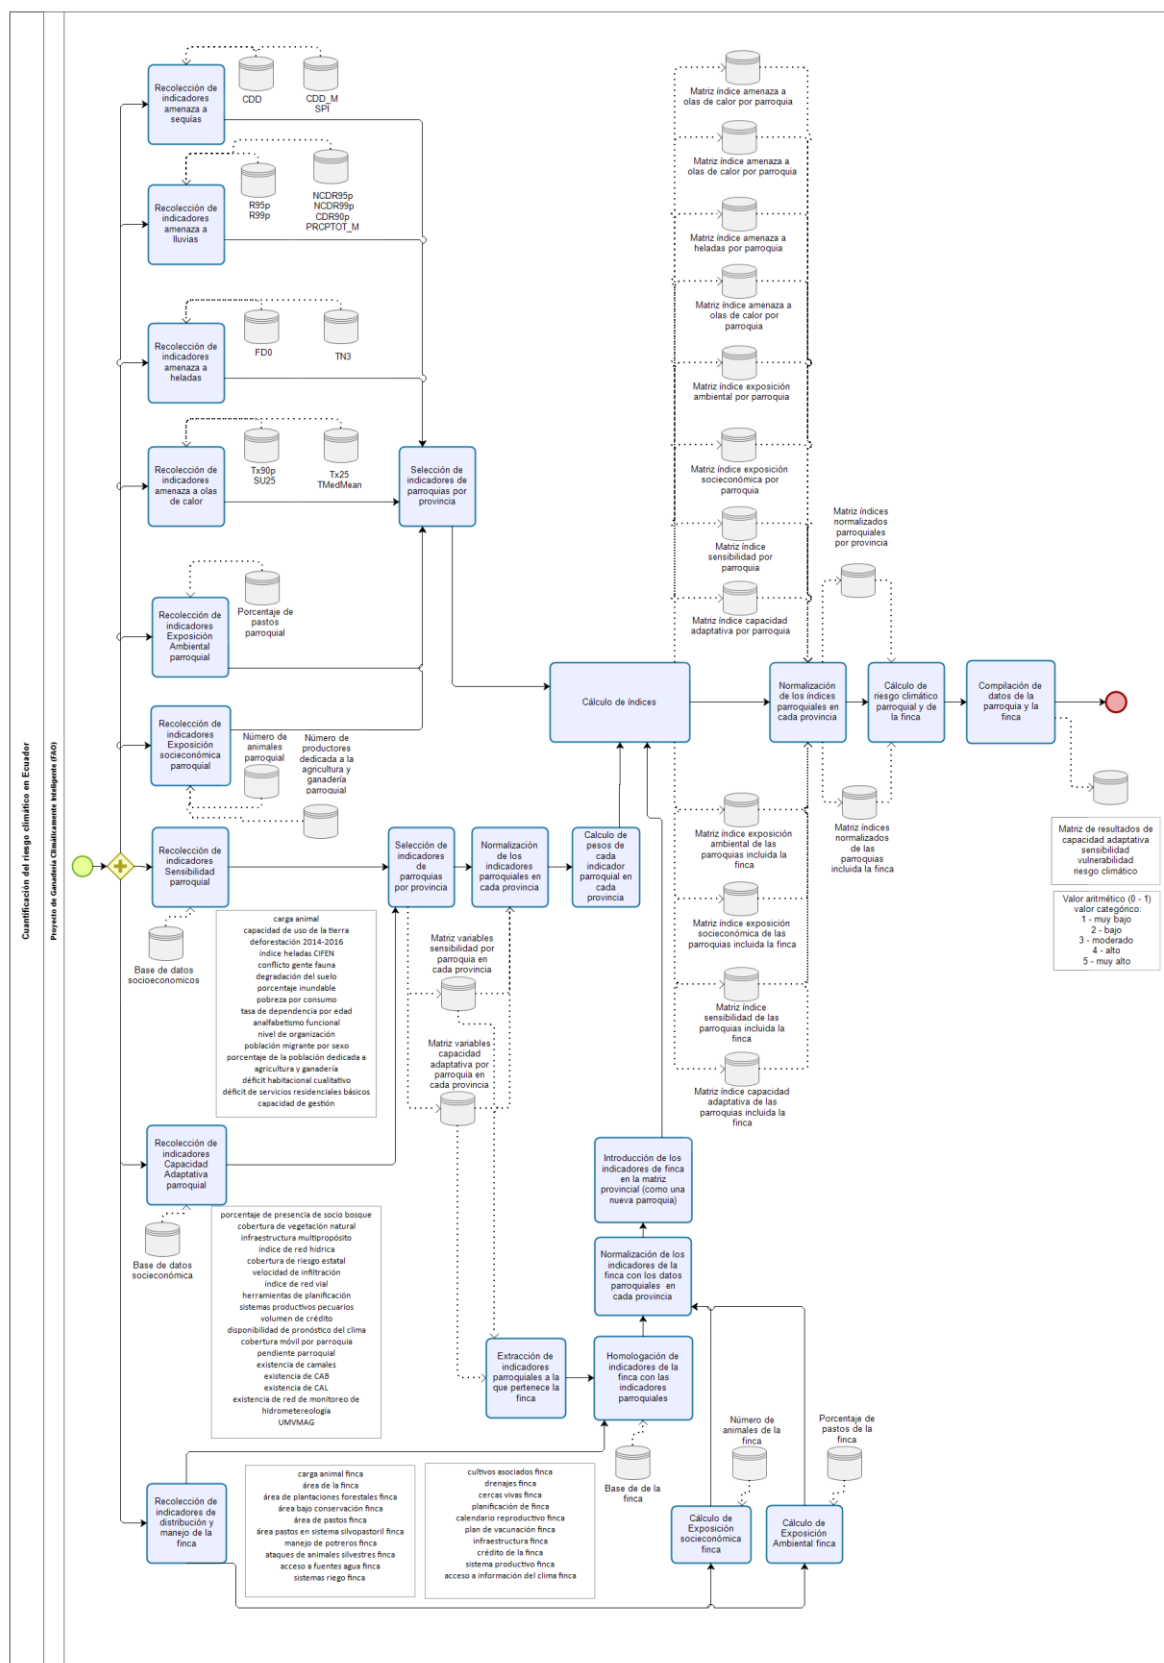 Cuantificación del riesgo climático en Ecuador
Proyecto de Ganadería Climáticamente Inteligente (FAO)
Recolección de
indicadores
amenaza a
sequías
CDD
CDD_M
SPI
Recolección de
indicadores
amenaza a
lluvias
R95p
R99p
NCDR95p
NCDR99p
CDR90p
PRCPTOT_M
Recolección de
indicadores
amenaza a
heladas
FD0
TN3
Recolección de
indicadores
amenaza a olas
de calor
Tx90p
SU25
Tx25
TMedMean
Selección de
indicadores de
parroquias por
provincia
Recolección de
indicadores
Exposición
Ambiental
parroquial
Porcentaje de
pastos
parroquial
Recolección de
indicadores
Exposición
socioeconómica
parroquial
Número de
animales
parroquial
Número de
productores
dedicada a la
agricultura y
ganadería
parroquial
Matriz índice amenaza a
olas de calor por parroquia
Matriz índice amenaza a
olas de calor por parroquia
Matriz índice amenaza a
heladas por parroquia
Matriz índice amenaza a
olas de calor por
parroquia
Matriz índice exposición
ambiental por parroquia
Matriz índice exposición
socieconómica por
parroquia
Matriz índice
sensibilidad por
parroquia
Matriz índice capacidad
adaptativa por parroquia
Matriz índices
normalizados
parroquiales
por provincia
Cálculo de índices
Normalización
de los índices
parroquiales en
cada provincia
Cálculo de
riesgo climático
parroquial y de
la finca
Compilación de
datos de la
parroquia y la
finca
Matriz índices
normalizados
de las
parroquias
incluida la finca
Matriz de resultados de
capacidad adaptativa
sensibilidad
vulnerabilidad
riesgo climático
Valor aritmético (0 - 1)
valor categórico:
1 - muy bajo
2 - bajo
3 - moderado
4 - alto
5 - muy alto
Recolección de
indicadores
Sensibilidad
parroquial
Base de datos
socioeconomicos
carga animal
capacidad de uso de la tierra
deforestación 2014-2016
índice heladas CIFEN
conflicto gente fauna
degradación del suelo
porcentaje inundable
pobreza por consumo
tasa de dependencia por edad
analfabetismo funcional
nivel de organización
población migrante por sexo
porcentaje de la población dedicada a
agricultura y ganadería
déficit habitacional cualitativo
déficit de servicios residenciales básicos
capacidad de gestión
Selección de
indicadores
de
parroquias
por provincia
Normalización
de los
indicadores
parroquiales en
cada provincia
Calculo de
pesos de
cada
indicador
parroquial en
cada
provincia
Matriz variables
sensibilidad por
parroquia en
cada provincia
Matriz variables
capacidad
adaptativa por
parroquia en
cada provincia
Matriz índice exposición
ambiental de las
parroquias incluida la
finca
Matriz índice exposición
socieconómica de las
parroquias incluida la finca
Matriz índice
sensibilidad de las
parroquias incluida la
finca
Matriz índice capacidad
adaptativa de las
parroquias incluida la
finca
Recolección de
indicadores
Capacidad
Adaptativa
parroquial
Base de datos
socieconómica
porcentaje de presencia de socio bosque
cobertura de vegetación natural
infraestructura multipropósito
índice de red hídrica
cobertura de riesgo estatal
velocidad de infiltración
índice de red vial
herramientas de planificación
sistemas productivos pecuarios
volumen de crédito
disponibilidad de pronóstico del clima
cobertura móvil por parroquia
pendiente parroquial
existencia de camales
existencia de CAB
existencia de CAL
existencia de red de monitoreo de
hidrometereología
UMVMAG
Introducción de los
indicadores de finca
en la matriz
provincial (como una
nueva parroquia)
Normalización de los
indicadores de la
finca con los datos
parroquiales en
cada provincia
Extracción de
indicadores
parroquiales a la
que pertenece la
finca
Homologación de
indicadores de la
finca con las
indicadores
parroquiales
Base de de la
finca
Número de
animales de la
finca
Porcentaje de
pastos de la
finca
Recolección de
indicadores de
distribución y
manejo de la
finca
carga animal finca
área de la finca
área de plantaciones forestales finca
área bajo conservación finca
área de pastos finca
área pastos en sistema silvopastoril finca
manejo de potreros finca
ataques de animales silvestres finca
acceso a fuentes agua finca
sistemas riego finca
cultivos asociados finca
drenajes finca
cercas vivas finca
planificación de finca
calendario reproductivo finca
plan de vacunación finca
infraestructura finca
crédito de la finca
sistema productivo finca
acceso a información del clima finca
Cálculo de
Exposición
socioeconómica
finca
Cálculo de
Exposición
Ambiental finca